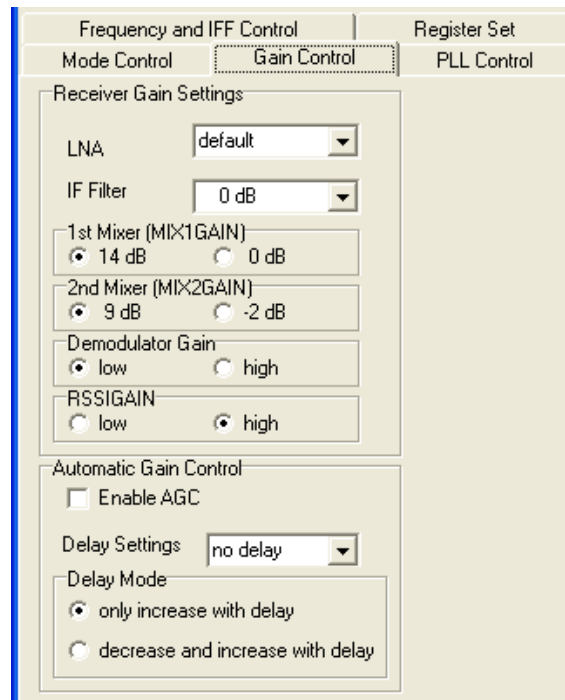 Frequency and IFF Control Register Set
Mode Control Gain Control PLL Control
Receiver Gain Settings
LNA default
IF Filter 0 dB
1st Mixer (MIX1GAIN)
14 dB 0 dB
2nd Mixer (MIX2GAIN)
9 dB -2 dB
Demodulator Gain
low high
RSSIGAIN
low high
Automatic Gain Control
Enable AGC
Delay Settings no delay
Delay Mode
only increase with delay
decrease and increase with delay